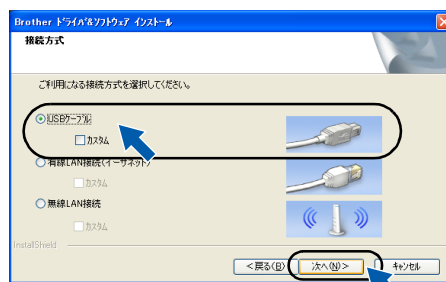 Brother ドライバ&ソフトウェア インストール
接続方式
ご利用になる接続方式を選択してください。
USBケーブル
カスタム
有線LAN接続(イーサネット)
カスタム
無線LAN接続
カスタム
InstallShield
<戻る(B)
次へ(N)>
キャンセル